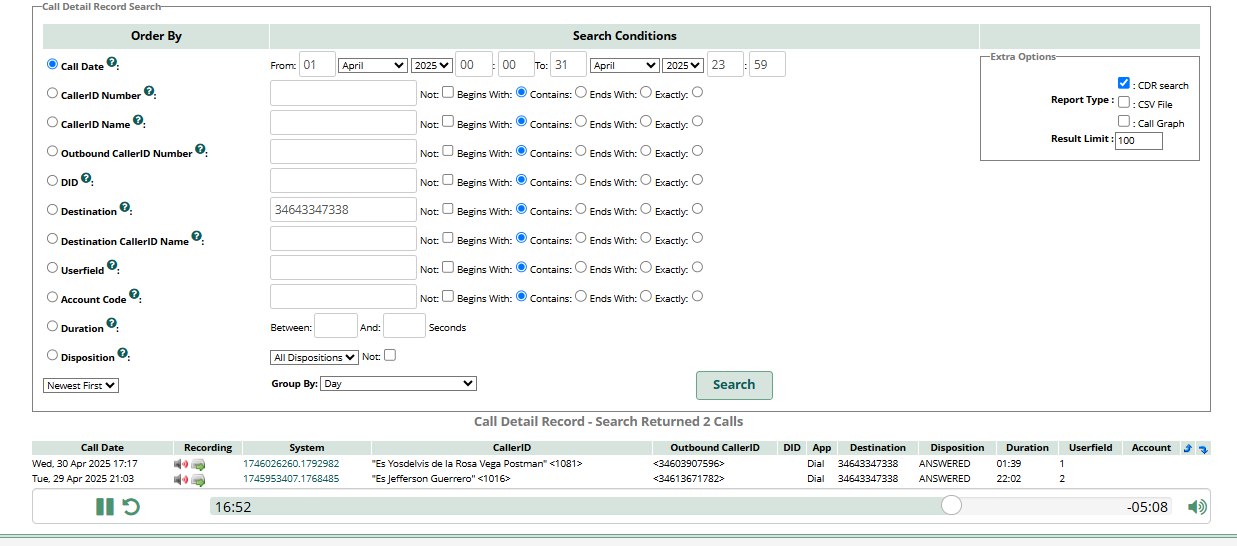 Call Detail Record Search
Order By Search Conditions
Call Date ?: From: 01 April 2025 00 : 00 To: 31 April 2025 23 : 59
Extra Options
CallerID Number ?: Not: Begins With: Contains: Ends With: Exactly:
CallerID Name ?: Not: Begins With: Contains: Ends With: Exactly:
Outbound CallerID Number ?: Not: Begins With: Contains: Ends With: Exactly:
DID ?: Not: Begins With: Contains: Ends With: Exactly:
Destination ?: 34643347338 Not: Begins With: Contains: Ends With: Exactly:
Destination CallerID Name ?: Not: Begins With: Contains: Ends With: Exactly:
Userfield ?: Not: Begins With: Contains: Ends With: Exactly:
Account Code ?: Not: Begins With: Contains: Ends With: Exactly:
Duration ?: Between: And: Seconds
Disposition ?: All Dispositions Not:
Newest First Group By: Day Search
Report Type : : CDR search
: CSV File
: Call Graph
Result Limit : 100
Call Detail Record - Search Returned 2 Calls
Call Date Recording System CallerID Outbound CallerID DID App Destination Disposition Duration Userfield Account
Wed, 30 Apr 2025 17:17 1746026260.1792982 "Es Yosdelvis de la Rosa Vega Postman" <1081> <34603907596> Dial 34643347338 ANSWERED 01:39 1
Tue, 29 Apr 2025 21:03 1745953407.1768485 "Es Jefferson Guerrero" <1016> <34613671782> Dial 34643347338 ANSWERED 22:02 2
16:52 -05:08